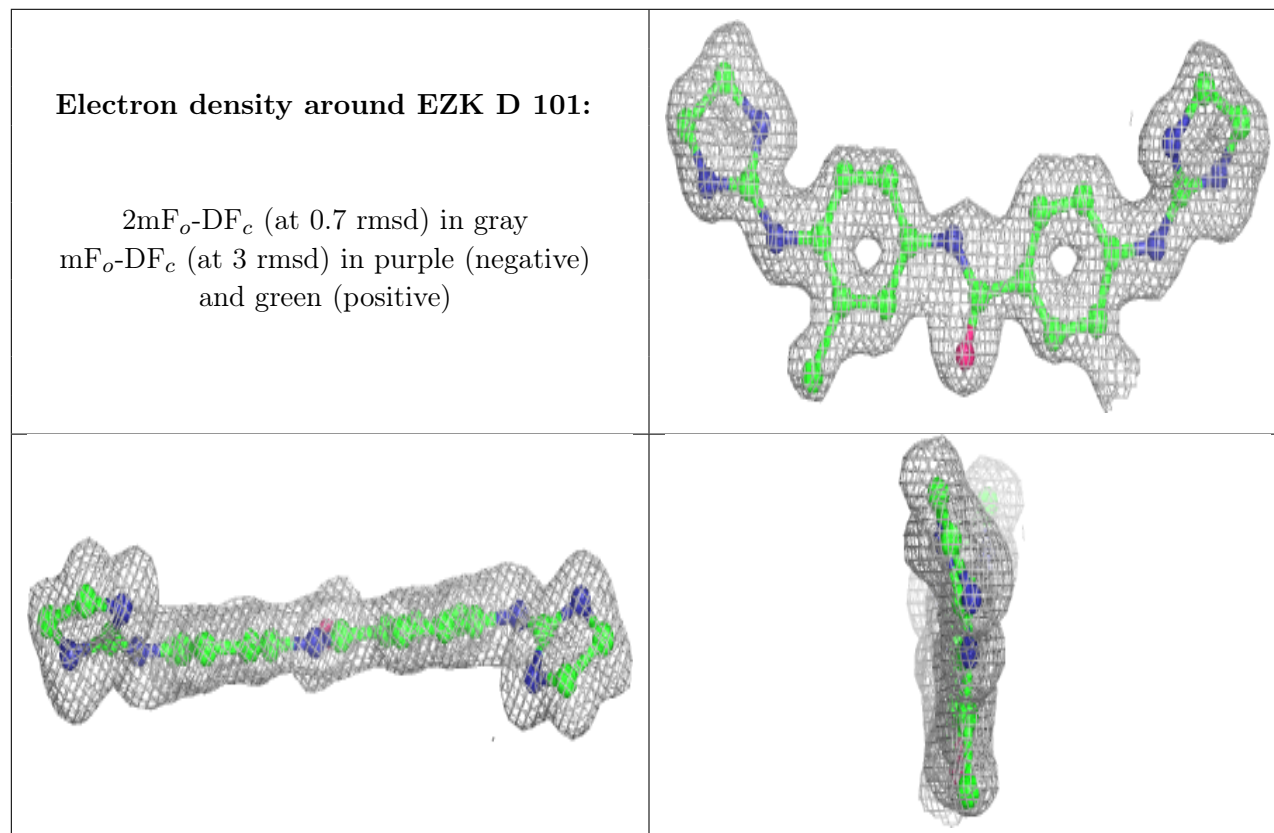 Electron density around EZK D 101:
2mFo-DFc (at 0.7 rmsd) in gray
mFo-DFc (at 3 rmsd) in purple (negative)
and green (positive)